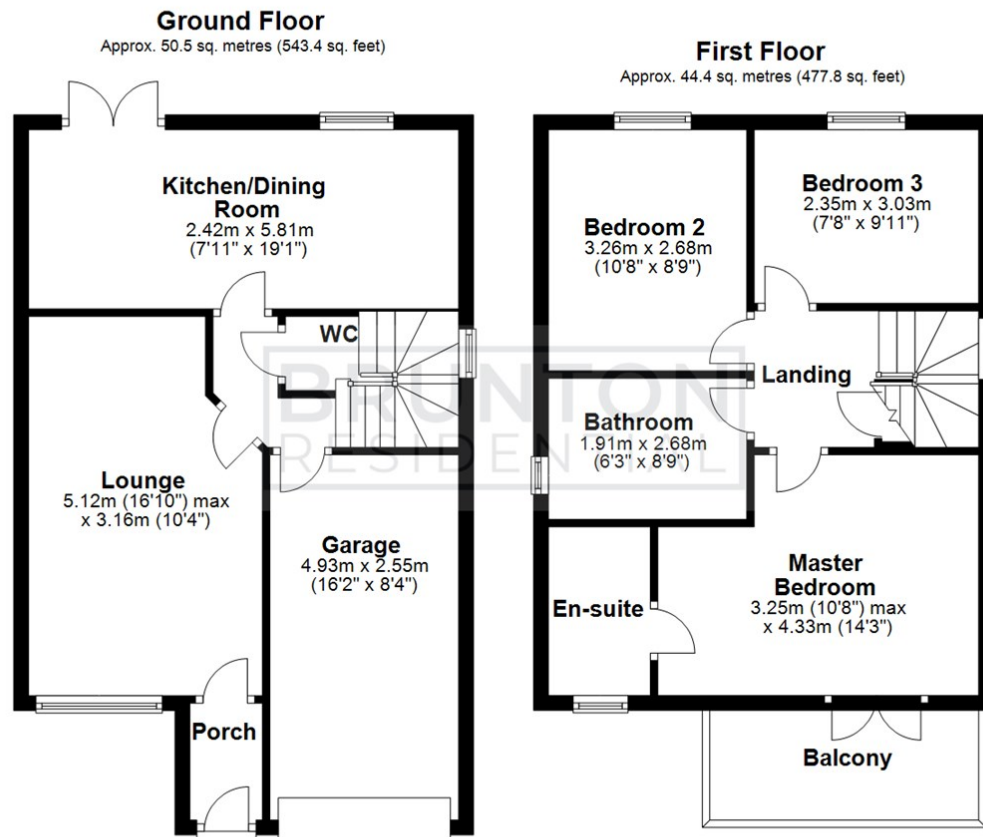 Ground Floor
Approx. 50.5 sq. metres (543.4 sq. feet)
Kitchen/Dining
Room
2.42m x 5.81m
(7'11" x 19'1")
WC
Lounge
5.12m (16'10") max
x 3.16m (10'4")
Garage
4.93m x 2.55m
(16'2" x 8'4")
Porch
First Floor
Approx. 44.4 sq. metres (477.8 sq. feet)
Bedroom 2
3.26m x 2.68m
(10'8" x 8'9")
Bedroom 3
2.35m x 3.03m
(7'8" x 9'11")
Landing
Bathroom
1.91m x 2.68m
(6'3" x 8'9")
En-suite
Master
Bedroom
3.25m (10'8") max
x 4.33m (14'3")
Balcony
BRUNTON
RESIDENTIAL